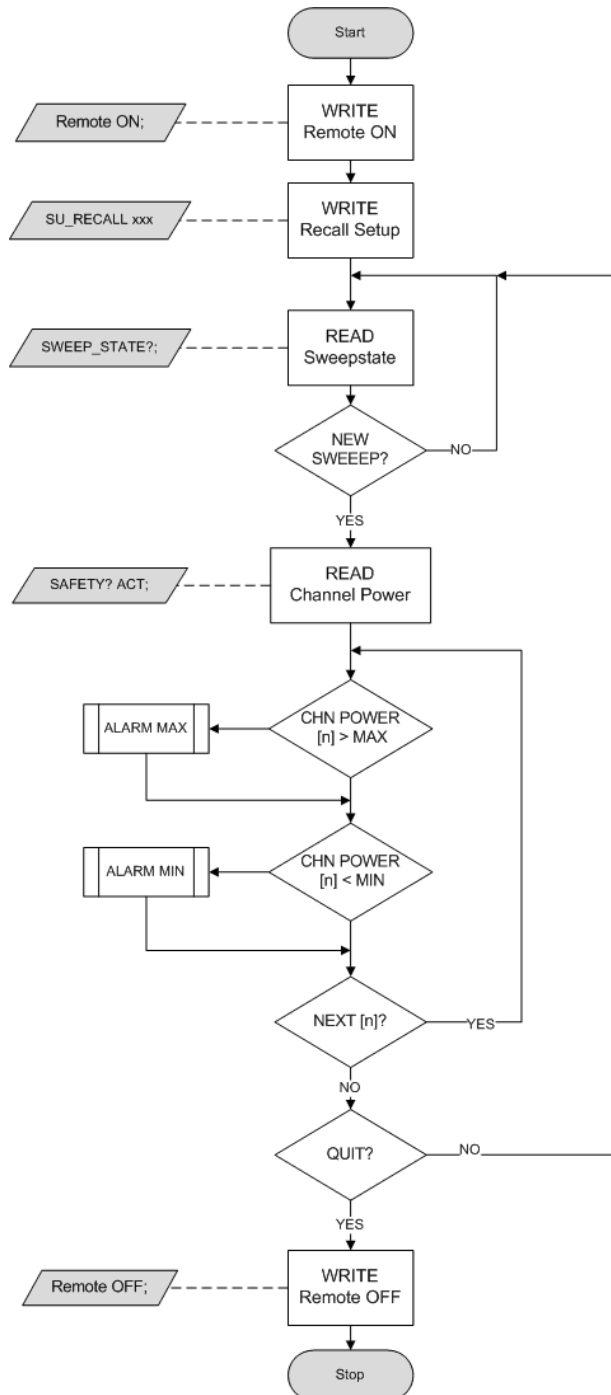 Start
Remote ON;
WRITE
Remote ON
SU_RECALL xxx
WRITE
Recall Setup
SWEEP_STATE?;
READ
Sweepstate
NEW
SWEEEP?
NO
YES
SAFETY? ACT;
READ
Channel Power
ALARM MAX
CHN POWER
[n] > MAX
ALARM MIN
CHN POWER
[n] < MIN
NEXT [n]?
YES
NO
QUIT?
NO
YES
Remote OFF;
WRITE
Remote OFF
Stop